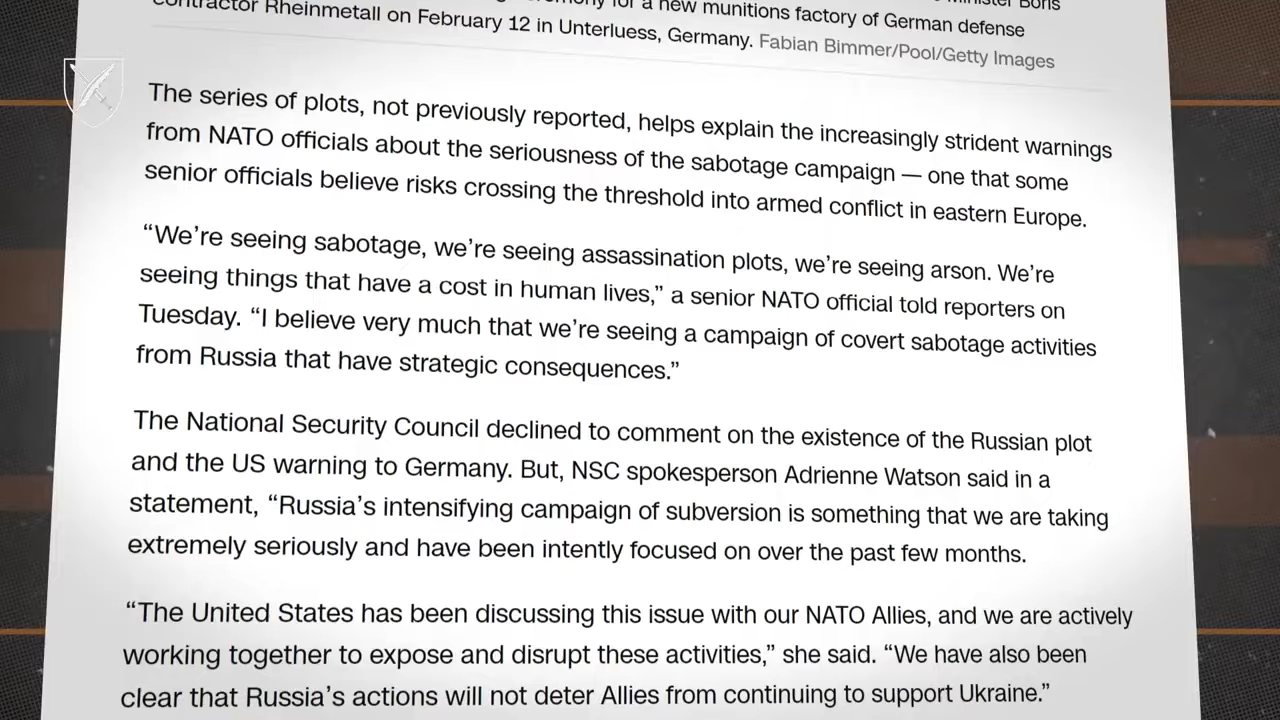 Boris
contractor Rheinmetall on February 12 in Unterluess, Germany. Fabian Bimmer/Pool/Getty Images
for a new munitions factory of German defense
The series of plots, not previously reported, helps explain the increasingly strident warnings
from NATO officials about the seriousness of the sabotage campaign — one that some
senior officials believe risks crossing the threshold into armed conflict in eastern Europe.
“We’re seeing sabotage, we’re seeing assassination plots, we’re seeing arson. We’re
seeing things that have a cost in human lives,” a senior NATO official told reporters on
Tuesday. “I believe very much that we’re seeing a campaign of covert sabotage activities
from Russia that have strategic consequences.”
The National Security Council declined to comment on the existence of the Russian plot
and the US warning to Germany. But, NSC spokesperson Adrienne Watson said in a
statement, “Russia’s intensifying campaign of subversion is something that we are taking
extremely seriously and have been intently focused on over the past few months.
“The United States has been discussing this issue with our NATO Allies, and we are actively
working together to expose and disrupt these activities,” she said. “We have also been
clear that Russia’s actions will not deter Allies from continuing to support Ukraine.”